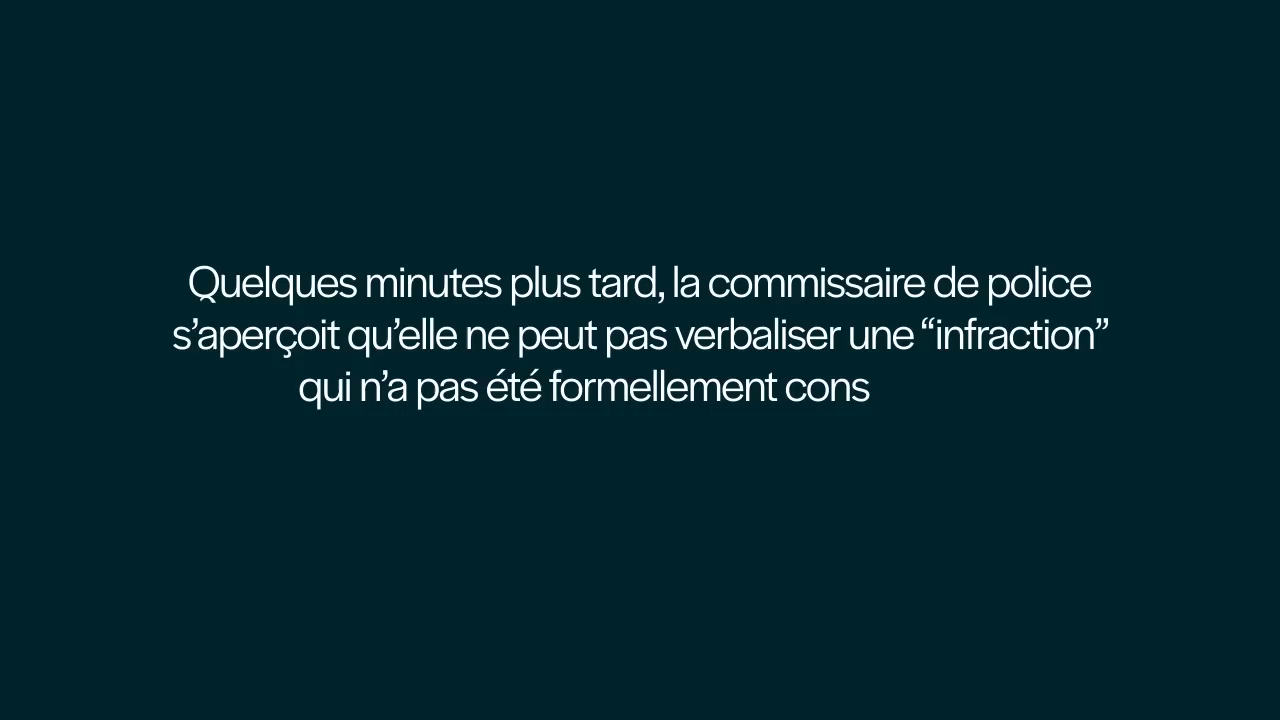 Quelques minutes plus tard, la commissaire de police
s’aperçoit qu’elle ne peut pas verbaliser une “infraction”
qui n’a pas été formellement cons